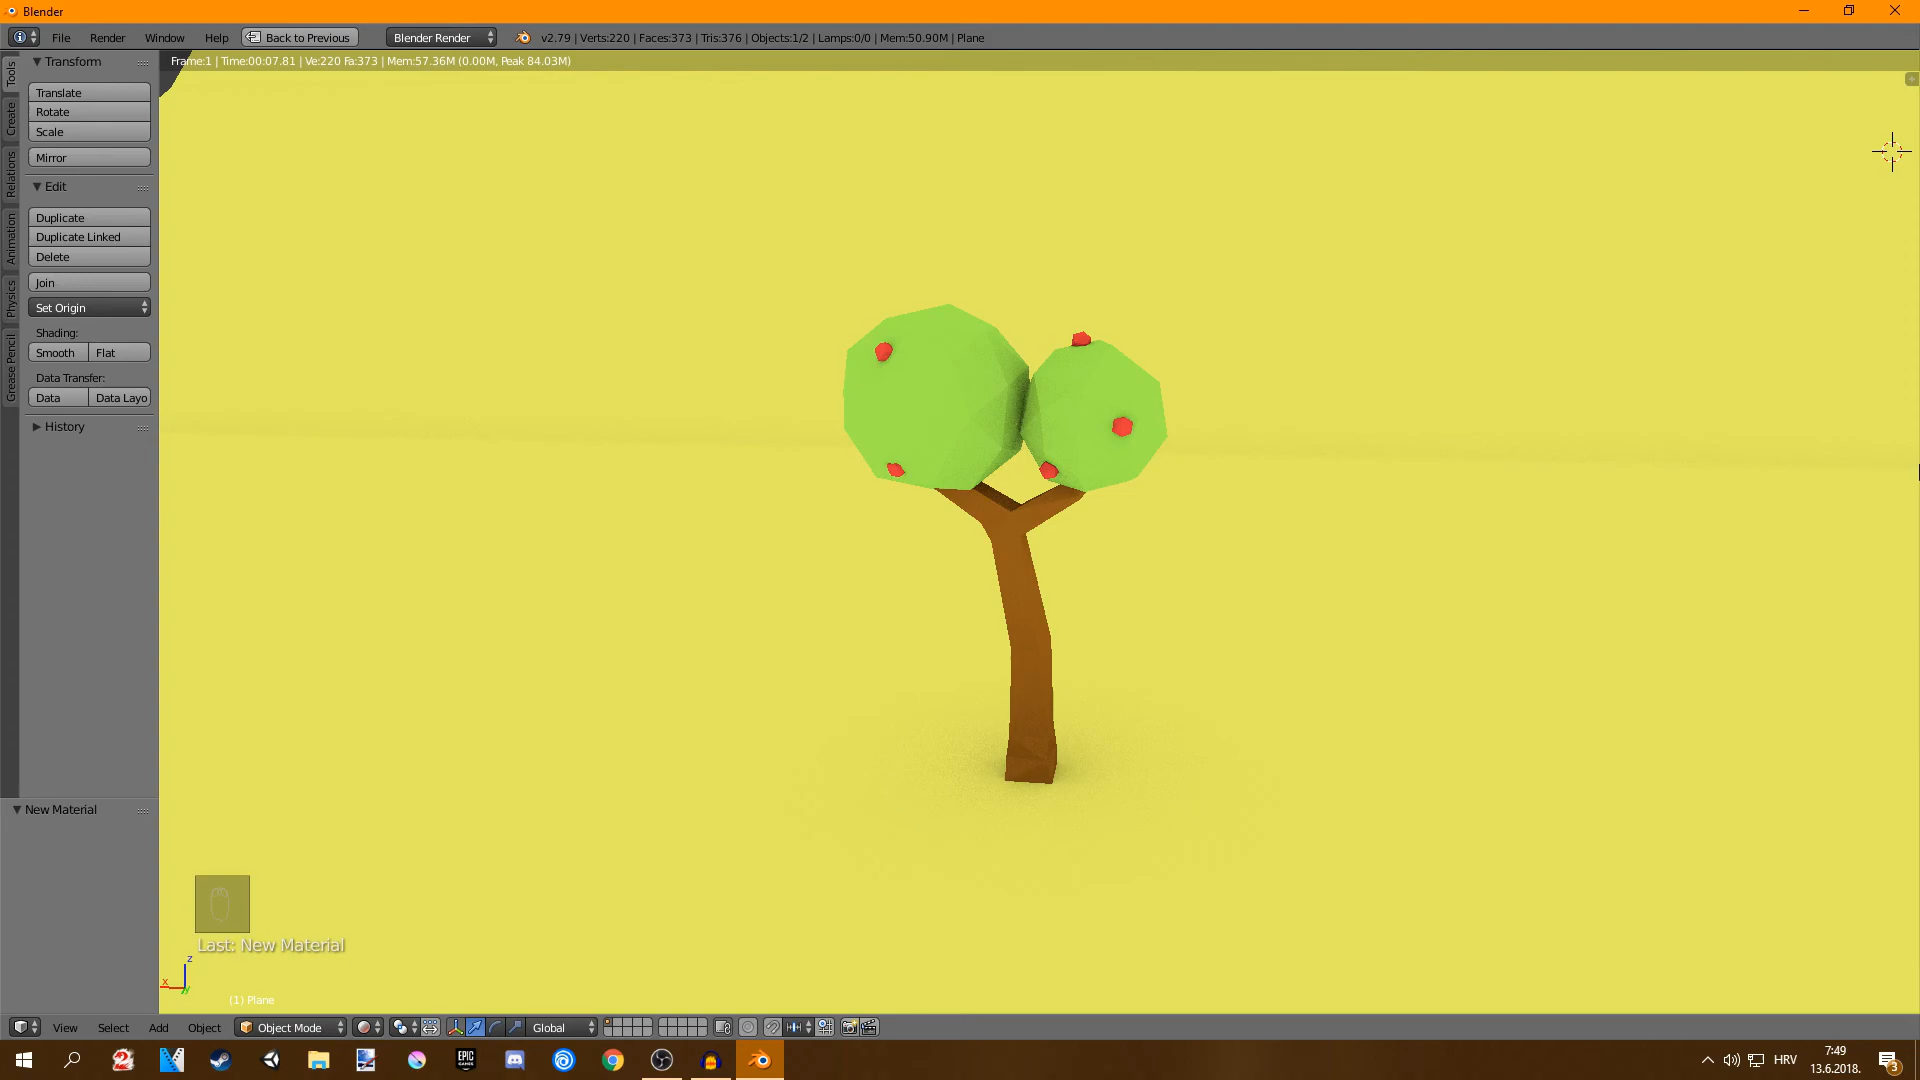 Blender
File Render Window Help Back to Previous Blender Render v2.79 | Verts:220 | Faces:373 | Tris:376 | Objects:1/2 | Lamps:0/0 | Mem:50.90M | Plane
Frame:1 | Time:00:07.81 | Ve:220 Fa:373 | Mem:57.36M (0.00M, Peak 84.03M)
Tools
Create
Relations
Animation
Physics
Grease Pencil
Transform
Translate
Rotate
Scale
Mirror
Edit
Duplicate
Duplicate Linked
Delete
Join
Set Origin
Shading:
Smooth Flat
Data Transfer:
Data Data Layo
History
New Material
Last: New Material
z
x
y
(1) Plane
View Select Add Object Object Mode Global
EPIC
GAMES
HRV
7:49
13.6.2018.
3